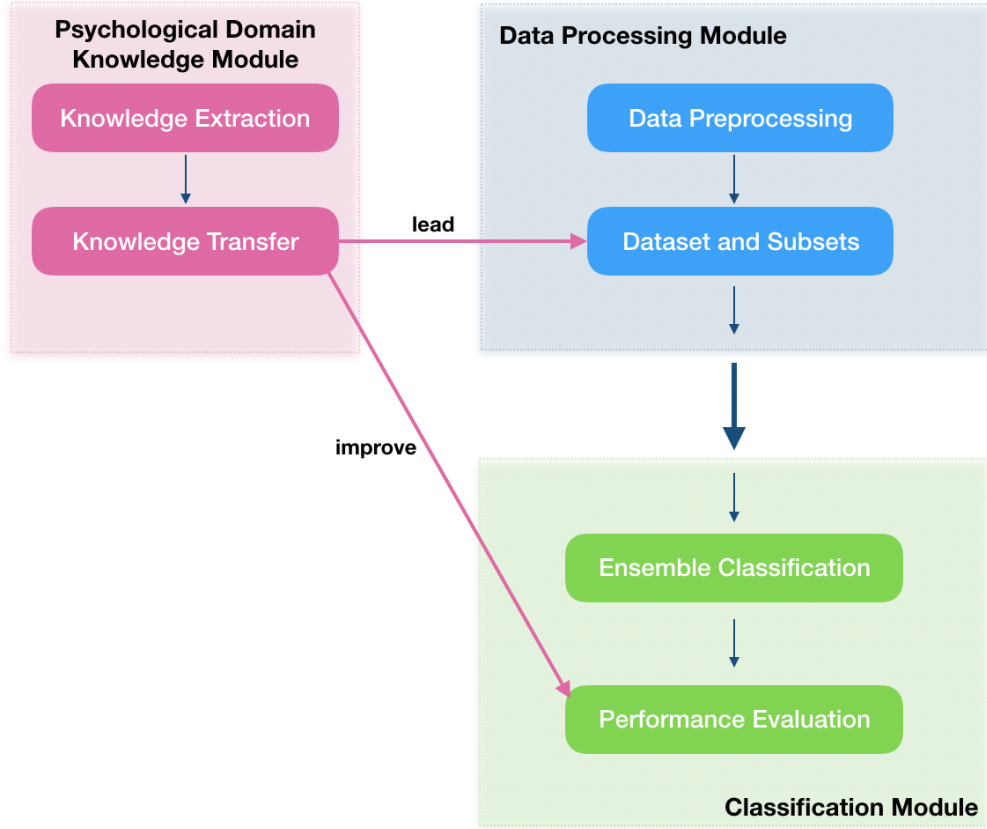 Psychological Domain
Knowledge Module
Knowledge Extraction
Knowledge Transfer
lead
improve
Data Processing Module
Data Preprocessing
Dataset and Subsets
Ensemble Classification
Performance Evaluation
Classification Module